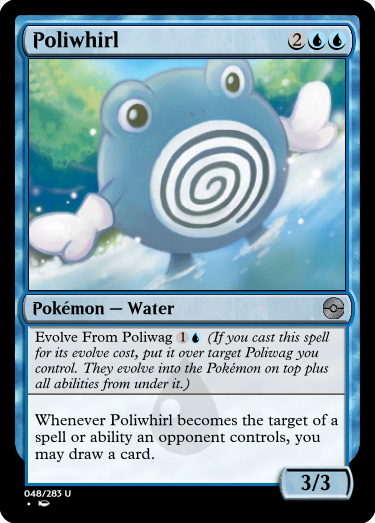 Poliwhirl 2
Pokémon — Water
Evolve From Poliwag 1 (If you cast this spell
for its evolve cost, put it over target Poliwag you
control. They evolve into the Pokémon on top plus
all abilities from under it.)
Whenever Poliwhirl becomes the target of a
spell or ability an opponent controls, you
may draw a card.
3/3
048/283 U